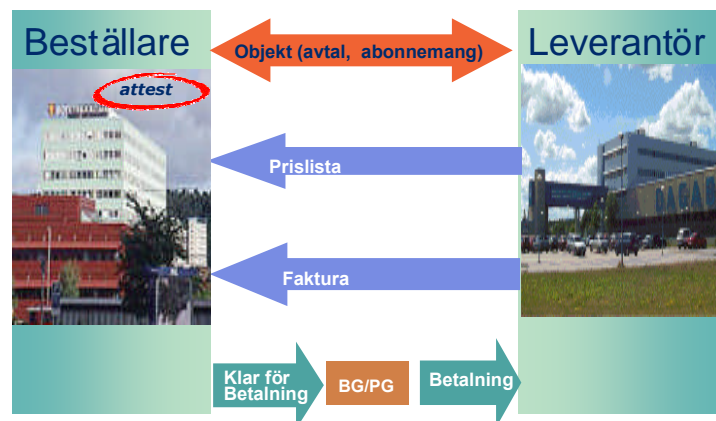 Beställare
Objekt (avtal, abonnemang)
Leverantör
attest
Prislista
Faktura
Klar för
Betalning
BG/PG
Betalning